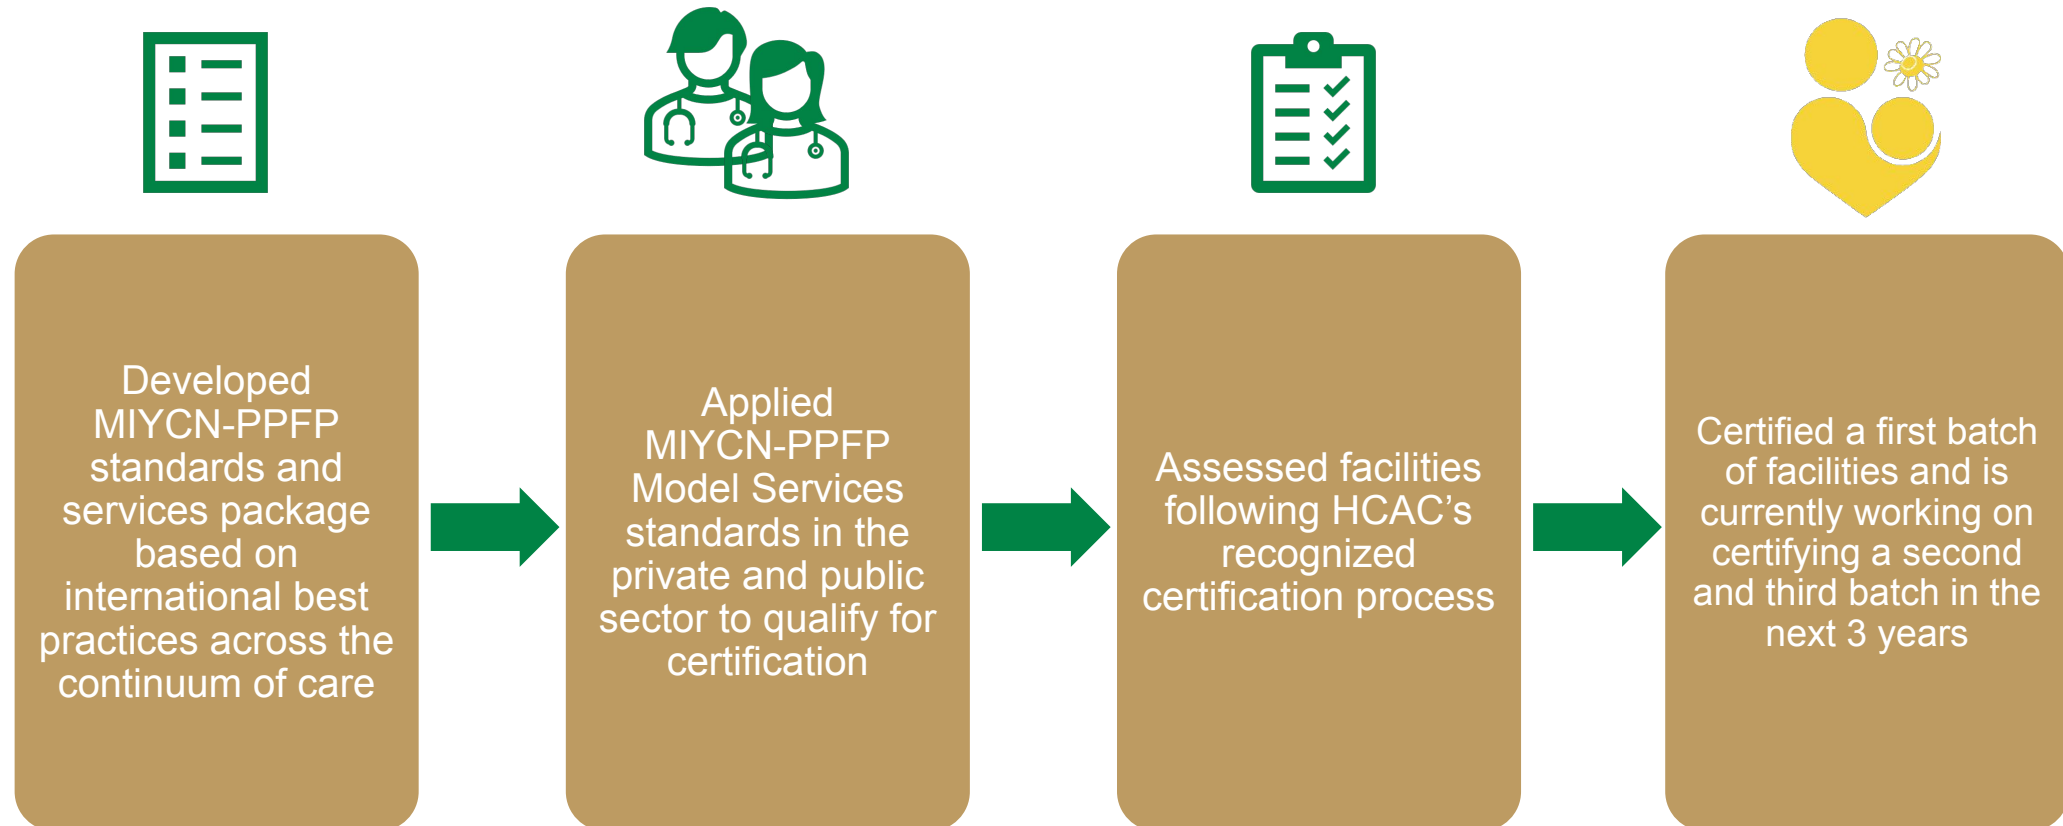 Developed
MIYCN-PPFP
standards and
services package
based on
international best
practices across the
continuum of care
Applied
MIYCN-PPFP
Model Services
standards in the
private and public
sector to qualify for
certification
Assessed facilities
following HCAC’s
recognized
certification process
Certified a first batch
of facilities and is
currently working on
certifying a second
and third batch in the
next 3 years